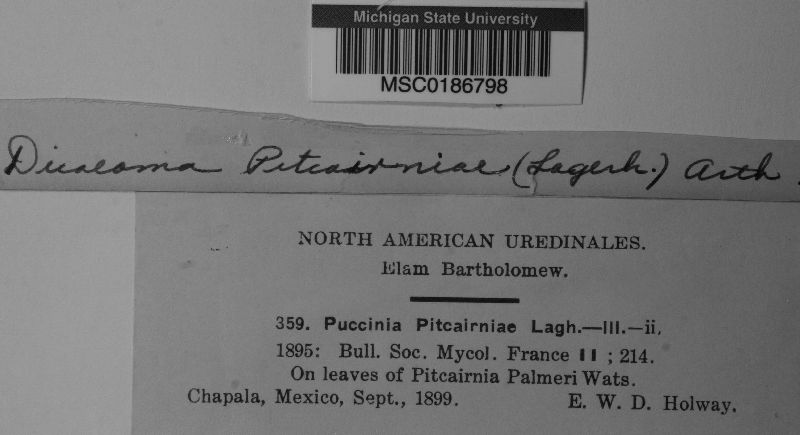 Michigan State University
MSC0186798
Dicaeoma Pitcairniae (Lagerh.) Arth.
NORTH AMERICAN UREDINALES.
Elam Bartholomew.
359. Puccinia Pitcairniae Lagh.—III.—ii.
1895: Bull. Soc. Mycol. France 11 ; 214.
On leaves of Pitcairnia Palmeri Wats.
Chapala, Mexico, Sept., 1899. E. W. D. Holway.